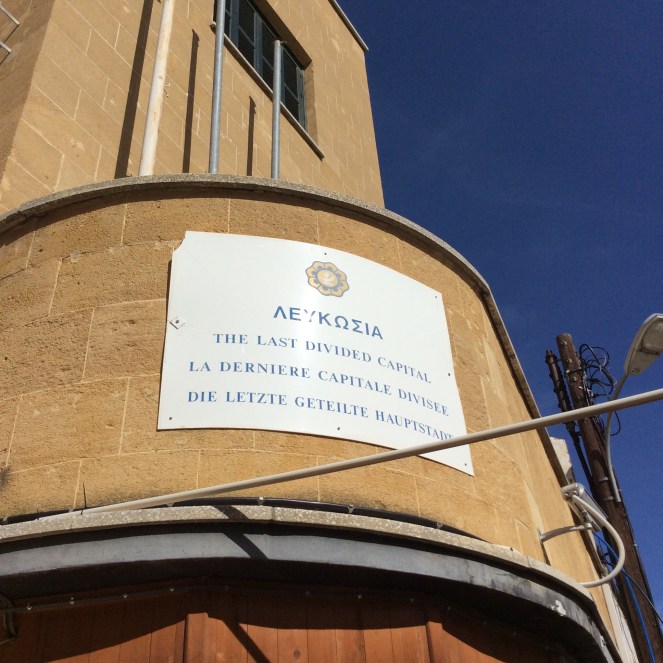 ΛΕΥΚΩΣΙΑ
THE LAST DIVIDED CAPITAL
LA DERNIERE CAPITALE DIVISEE
DIE LETZTE GETEILTE HAUPTSTADT